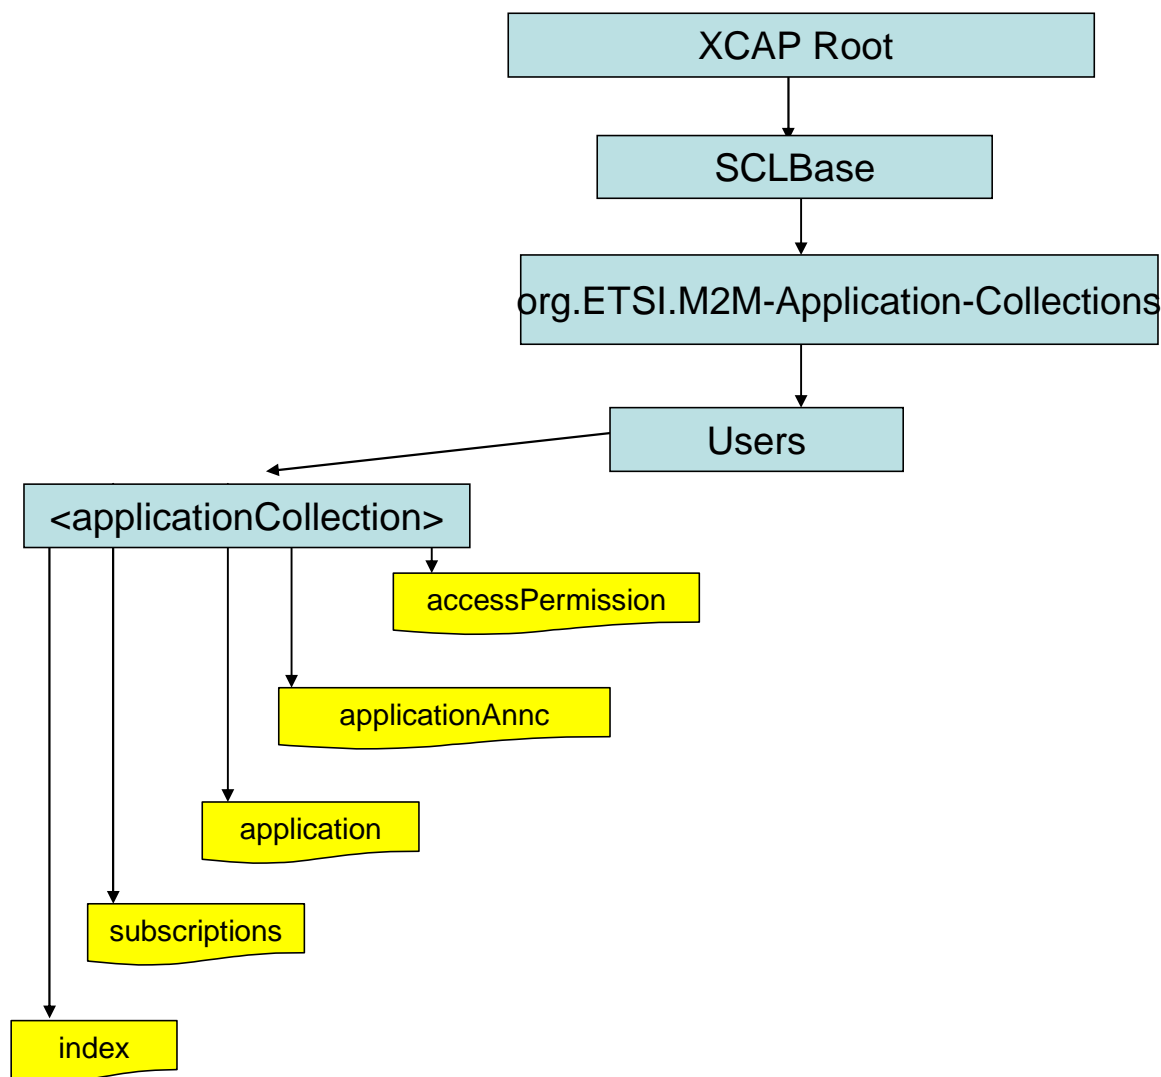 XCAP Root
SCLBase
org.ETSI.M2M-Application-Collections
Users
<applicationCollection>
accessPermission
applicationAnnc
application
subscriptions
index